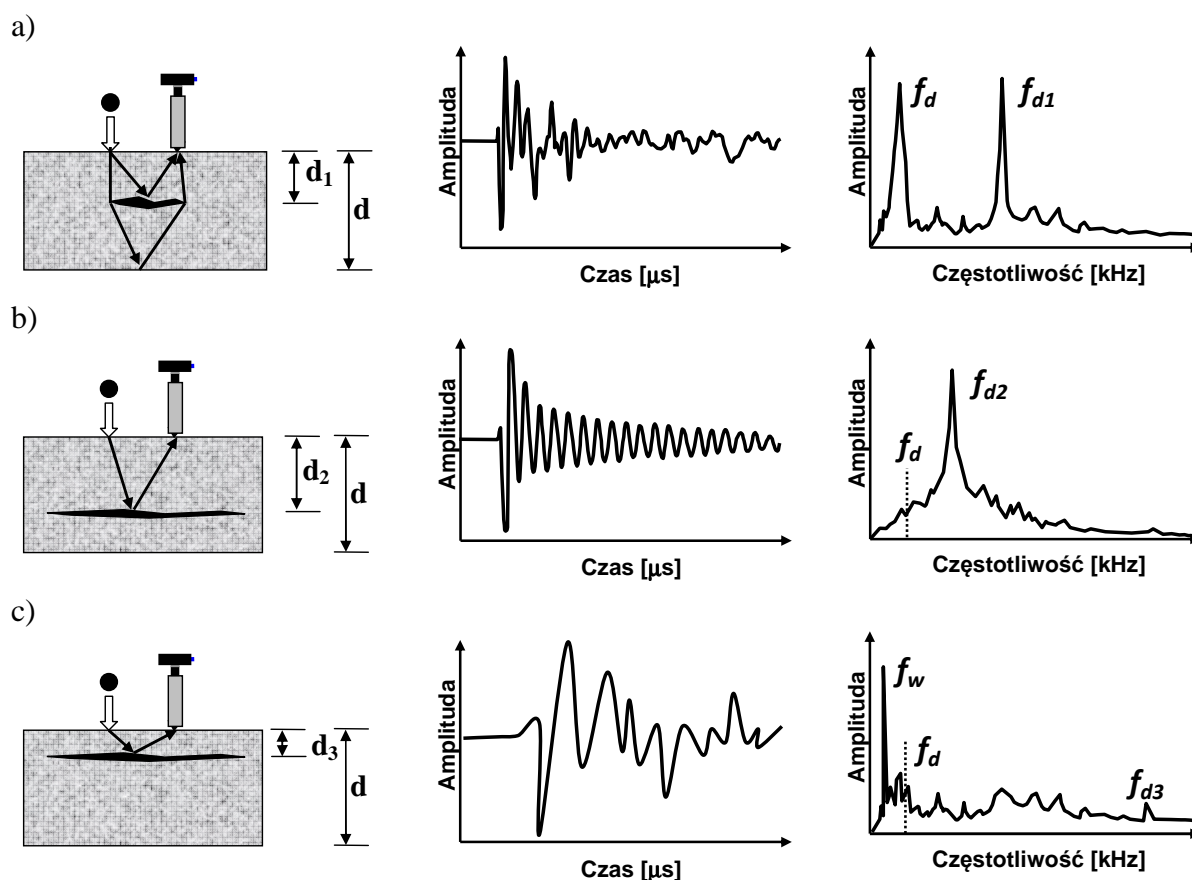 a)
d1
d
Amplituda
Czas [μs]
Amplituda
fd
fd1
Częstotliwość [kHz]
b)
d2
d
Amplituda
Czas [μs]
Amplituda
fd
fd2
Częstotliwość [kHz]
c)
d3
d
Amplituda
Czas [μs]
Amplituda
fw
fd
fd3
Częstotliwość [kHz]